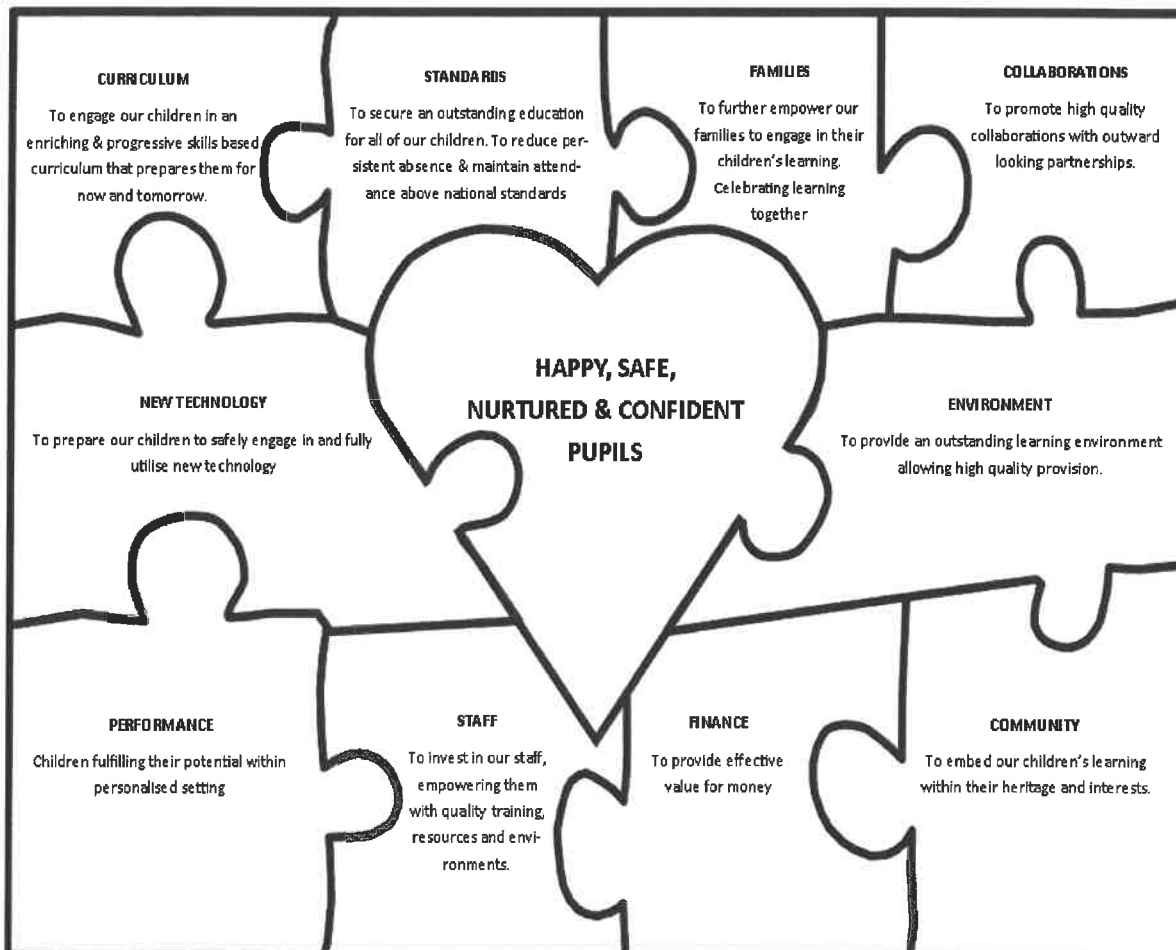 CURRICULUM
To engage our children in an
enriching & progressive skills based
curriculum that prepares them for
now and tomorrow.
STANDARDS
To secure an outstanding education
for all of our children. To reduce per-
sistent absence & maintain attend-
ance above national standards
FAMILIES
To further empower our
families to engage in their
children's learning.
Celebrating learning
together
COLLABORATIONS
To promote high quality
collaborations with outward
looking partnerships.
NEW TECHNOLOGY
To prepare our children to safely engage in and fully
utilise new technology
HAPPY, SAFE,
NURTURED & CONFIDENT
PUPILS
ENVIRONMENT
To provide an outstanding learning environment
allowing high quality provision.
PERFORMANCE
Children fulfilling their potential within
personalised setting
STAFF
To invest in our staff,
empowering them
with quality training,
resources and envi-
ronments.
FINANCE
To provide effective
value for money
COMMUNITY
To embed our children's learning
within their heritage and interests.